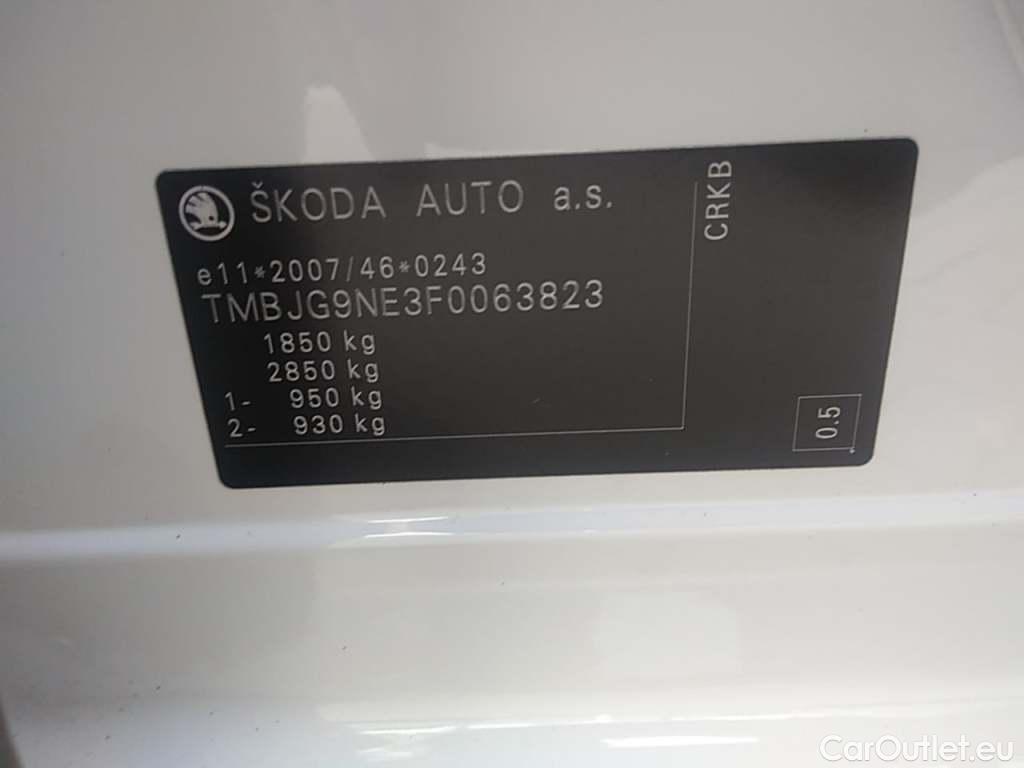 ŠKODA AUTO a.s.
e11*2007/46*0243
TMBJG9NE3F0063823
1850 kg
2850 kg
1- 950 kg
2- 930 kg
CRKB
0.5
CarOutlet.eu